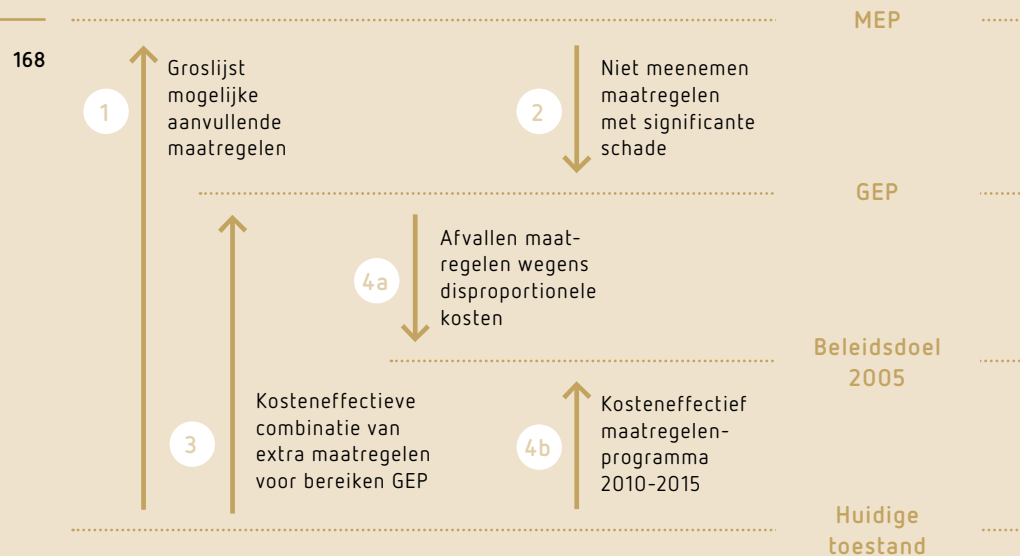 MEP
168
1
Groslijst
mogelijke
aanvullende
maatregelen
2
Niet meenemen
maatregelen
met significante
schade
GEP
4a
Afvallen maat-
regelen wegens
disproportionele
kosten
Beleidsdoel
2005
3
Kosteneffectieve
combinatie van
extra maatregelen
voor bereiken GEP
4b
Kosteneffectief
maatregelen-
programma
2010-2015
Huidige
toestand